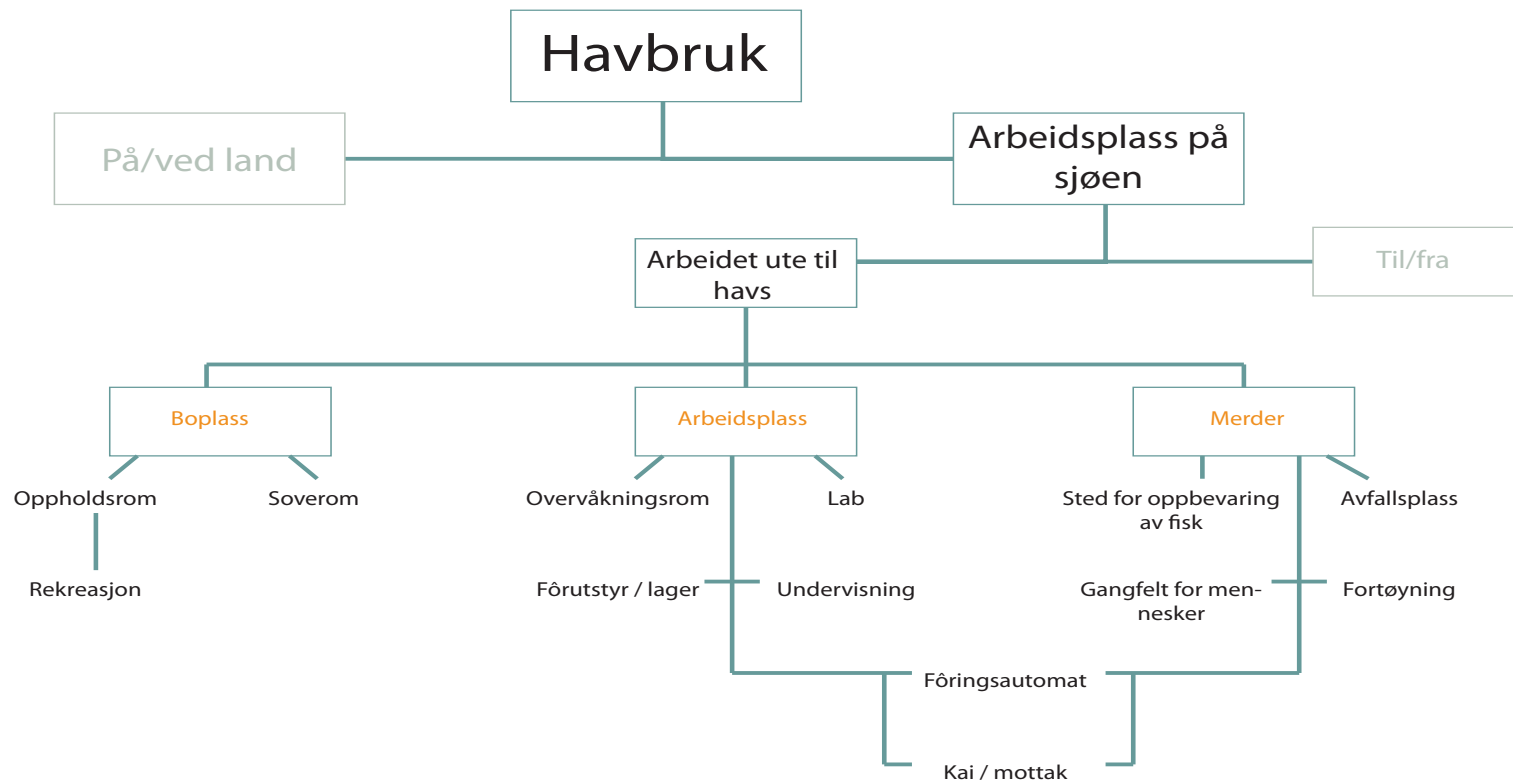 Havbruk
På/ved land
Arbeidsplass på
sjøen
Arbeidet ute til
havs
Til/fra
Boplass
Arbeidsplass
Merder
Oppholdsrom
Soverom
Overvåkningsrom
Lab
Sted for oppbevaring
av fisk
Avfallsplass
Rekreasjon
Fôrutstyr / lager
Undervisning
Gangfelt for men-
nesker
Fortøyning
Fôringsautomat
Kai / mottak